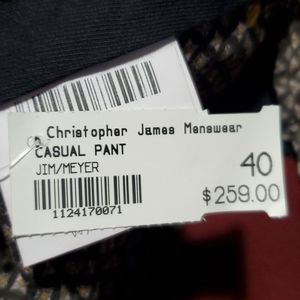 Christopher James Menswear
CASUAL PANT
JIM/MEYER
40
$259.00
1124170071